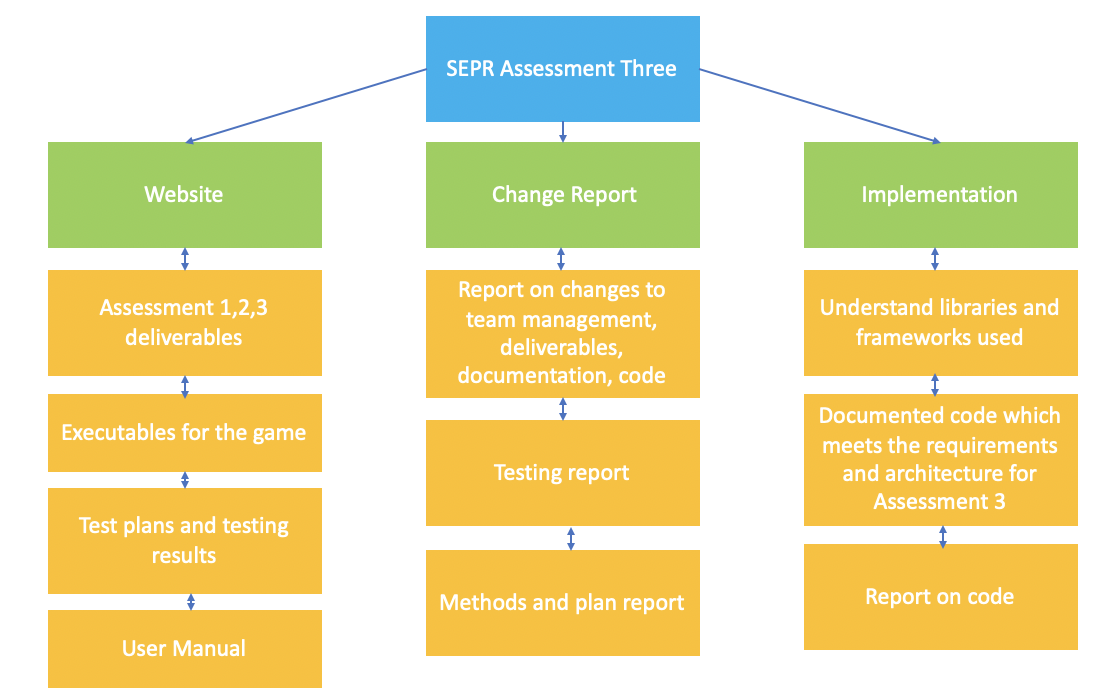 SEPR Assessment Three
Website
Change Report
Implementation
Assessment 1,2,3
deliverables
Executables for the game
Test plans and testing
results
User Manual
Report on changes to
team management,
deliverables,
documentation, code
Testing report
Methods and plan report
Understand libraries and
frameworks used
Documented code which
meets the requirements
and architecture for
Assessment 3
Report on code